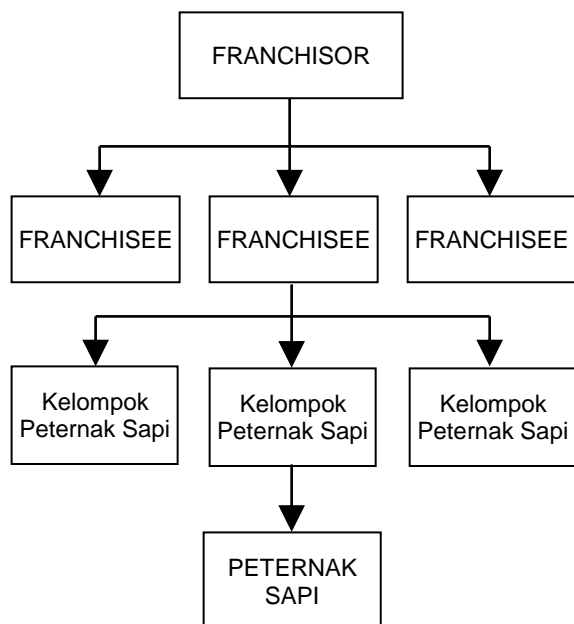 FRANCHISOR
FRANCHISEE
FRANCHISEE
FRANCHISEE
Kelompok
Peternak Sapi
Kelompok
Peternak Sapi
Kelompok
Peternak Sapi
PETERNAK
SAPI